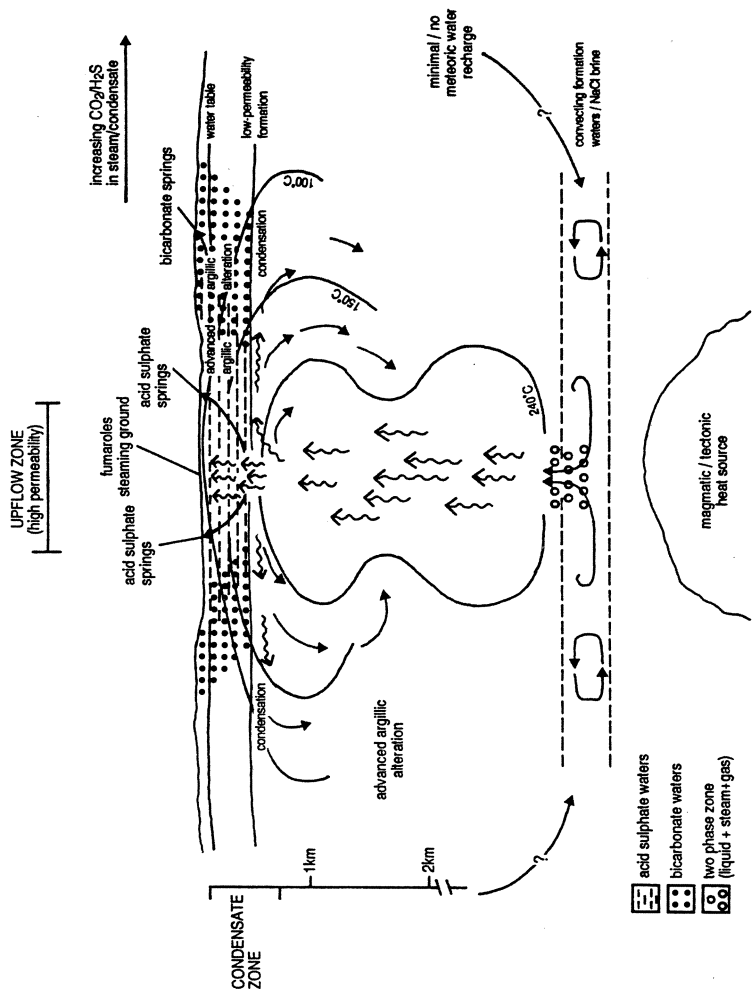 UPFLOW ZONE
(high permeability)
increasing CO2/H2S
in steam/condensate
fumaroles
steaming ground
acid sulphate
springs
acid sulphate
springs
bicarbonate springs
water table
low-permeability
formation
advanced argillic
argillic alteration
condensation
condensation
100°C
150°C
240°C
CONDENSATE
ZONE
1km
2km
advanced argillic
alteration
minimal / no
meteoric water
recharge
?
?
convecting formation
waters / NaCl brine
magmatic / tectonic
heat source
acid sulphate waters
bicarbonate waters
two phase zone
(liquid + steam+gas)